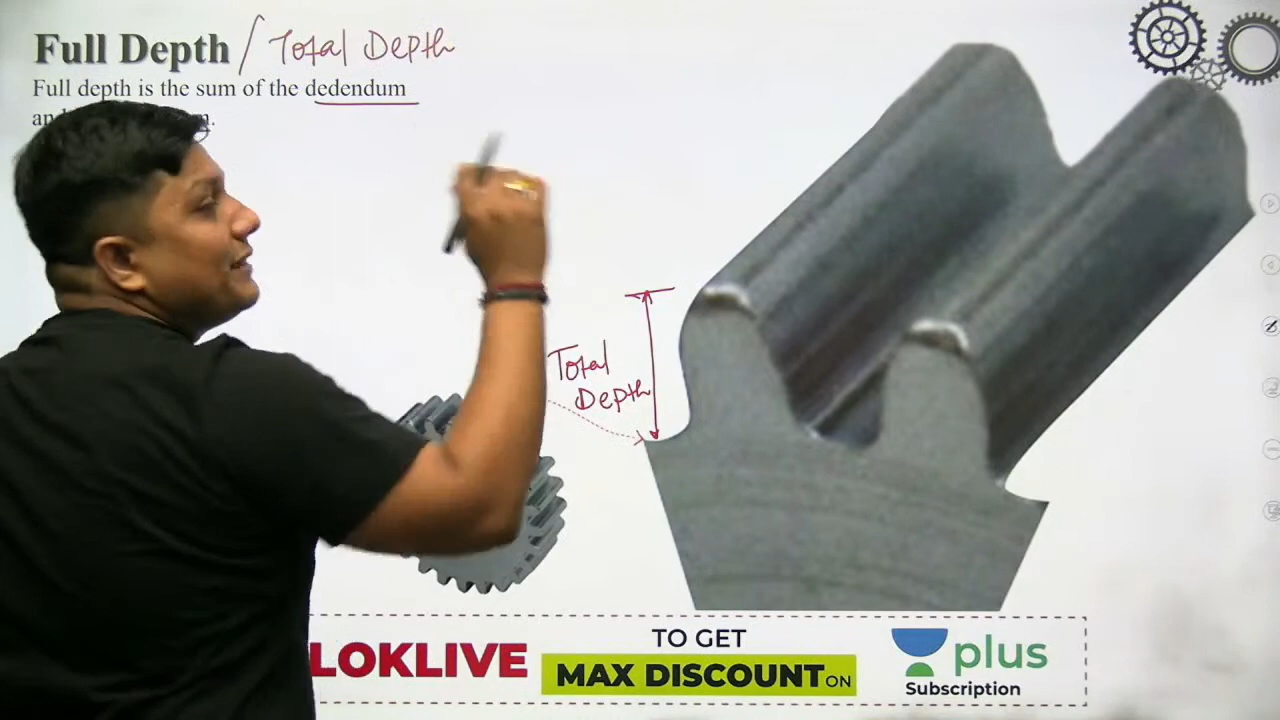 Full Depth / Total Depth
Full depth is the sum of the dedendum
Total
Depth
LOKLIVE
TO GET
MAX DISCOUNT ON
plus
Subscription